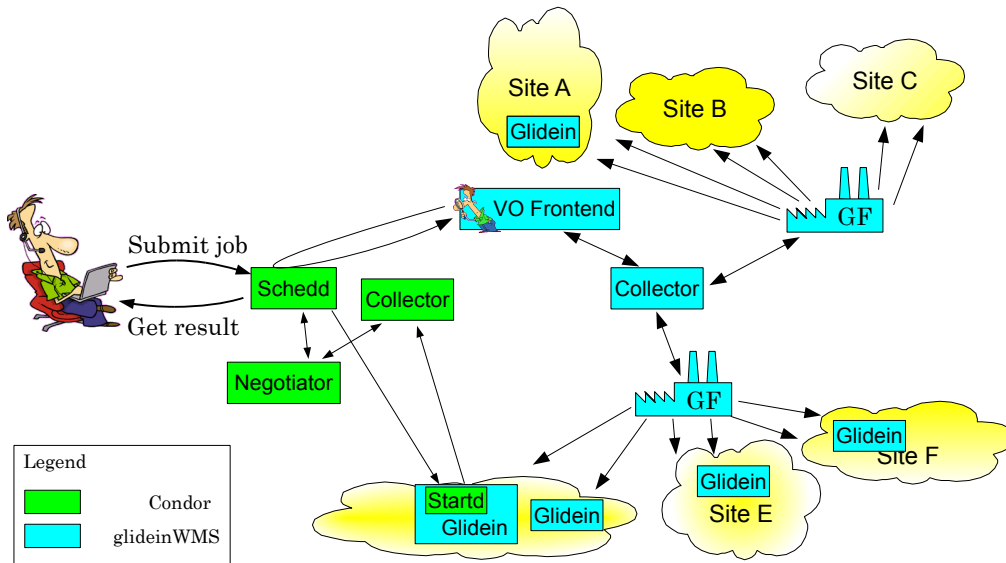 Site A
Glidein
Site B
Site C
GF
VO Frontend
Submit job
Schedd
Collector
Collector
Get result
Negotiator
GF
Glidein
Site F
Glidein
Site E
Startd
Glidein
Glidein
Legend
Condor
glideinWMS